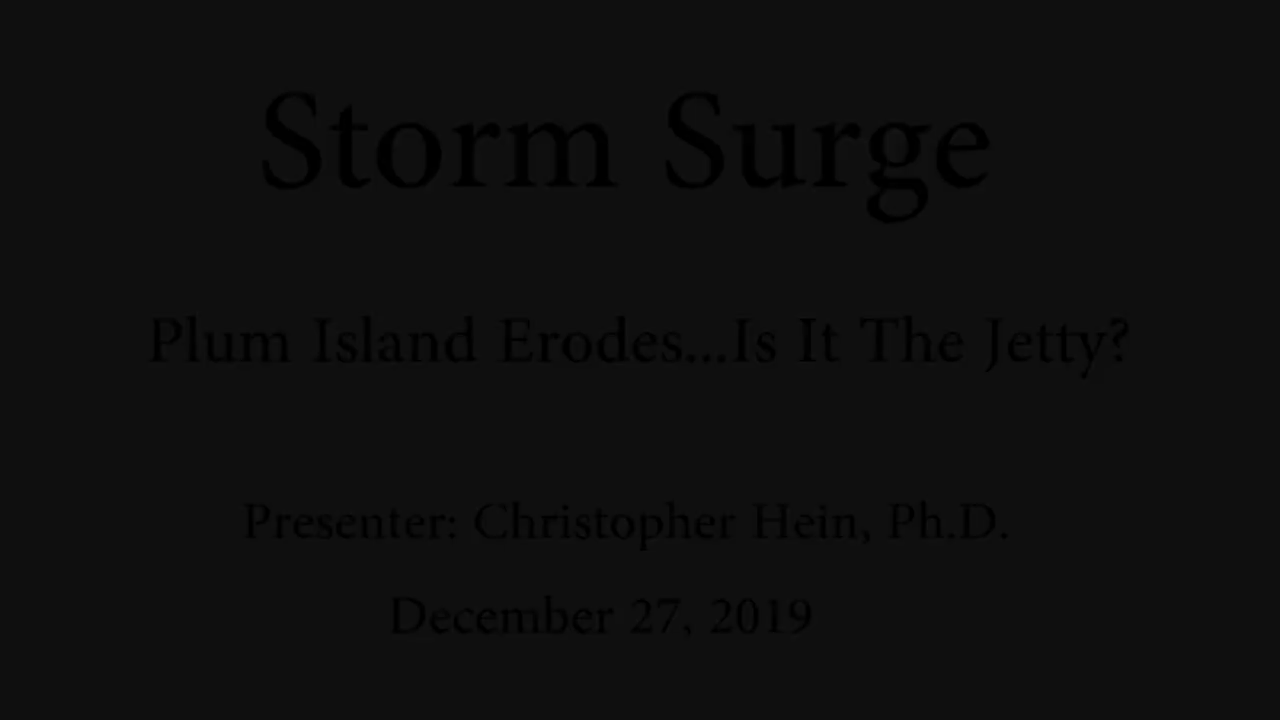 Storm Surge
Plum Island Erodes...Is It The Jetty?
Presenter: Christopher Hein, Ph.D.
December 27, 2019